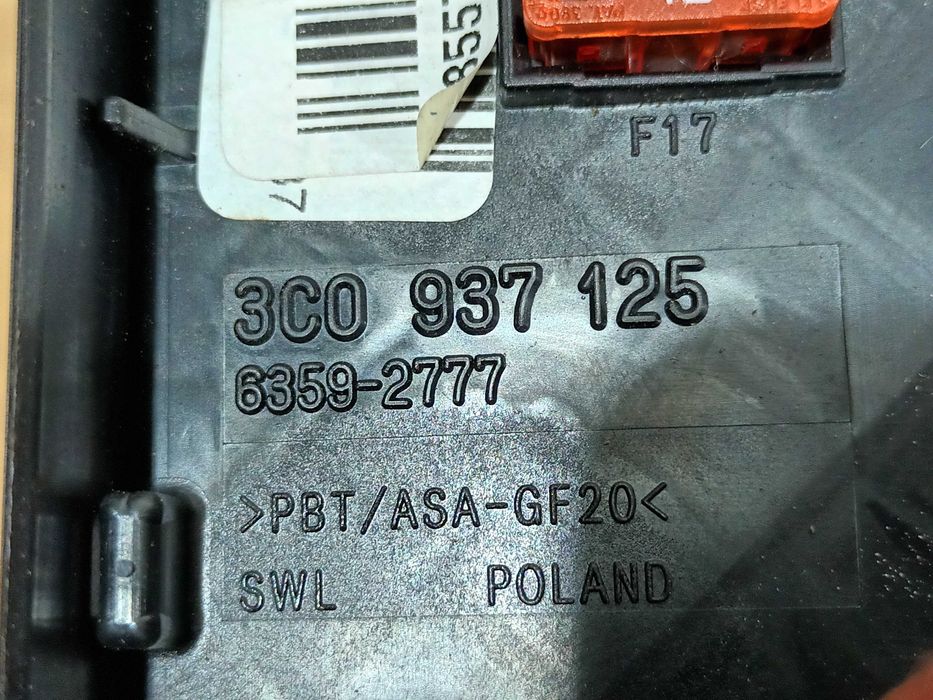 F17
3C0 937 125
6359-2777
>PBT/ASA-GF20<
SWL POLAND